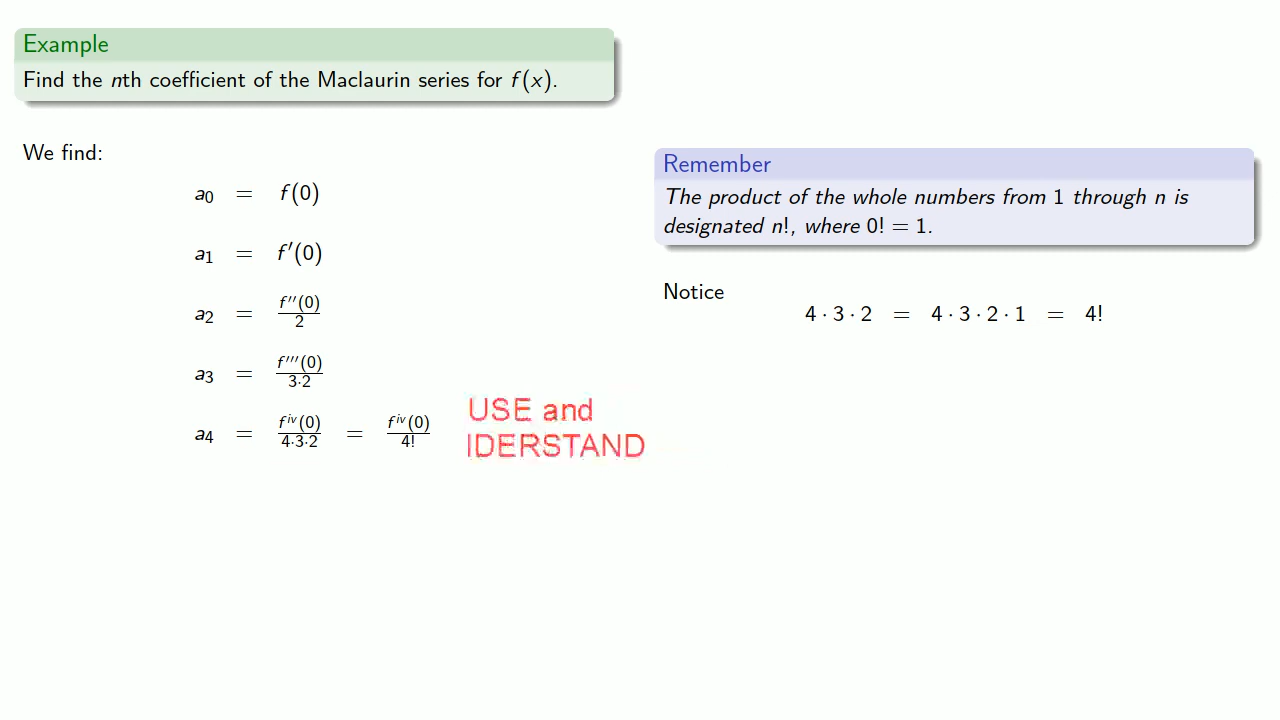 Example
Find the nth coefficient of the Maclaurin series for f(x).
We find:
a₀ = f(0)
a₁ = f′(0)
a₂ = f′′(0)/2
a₃ = f′′′(0)/3·2
a₄ = fⁱᵛ(0)/4·3·2 = fⁱᵛ(0)/4!
USE and
IDERSTAND
Remember
The product of the whole numbers from 1 through n is
designated n!, where 0! = 1.
Notice
4 · 3 · 2 = 4 · 3 · 2 · 1 = 4!